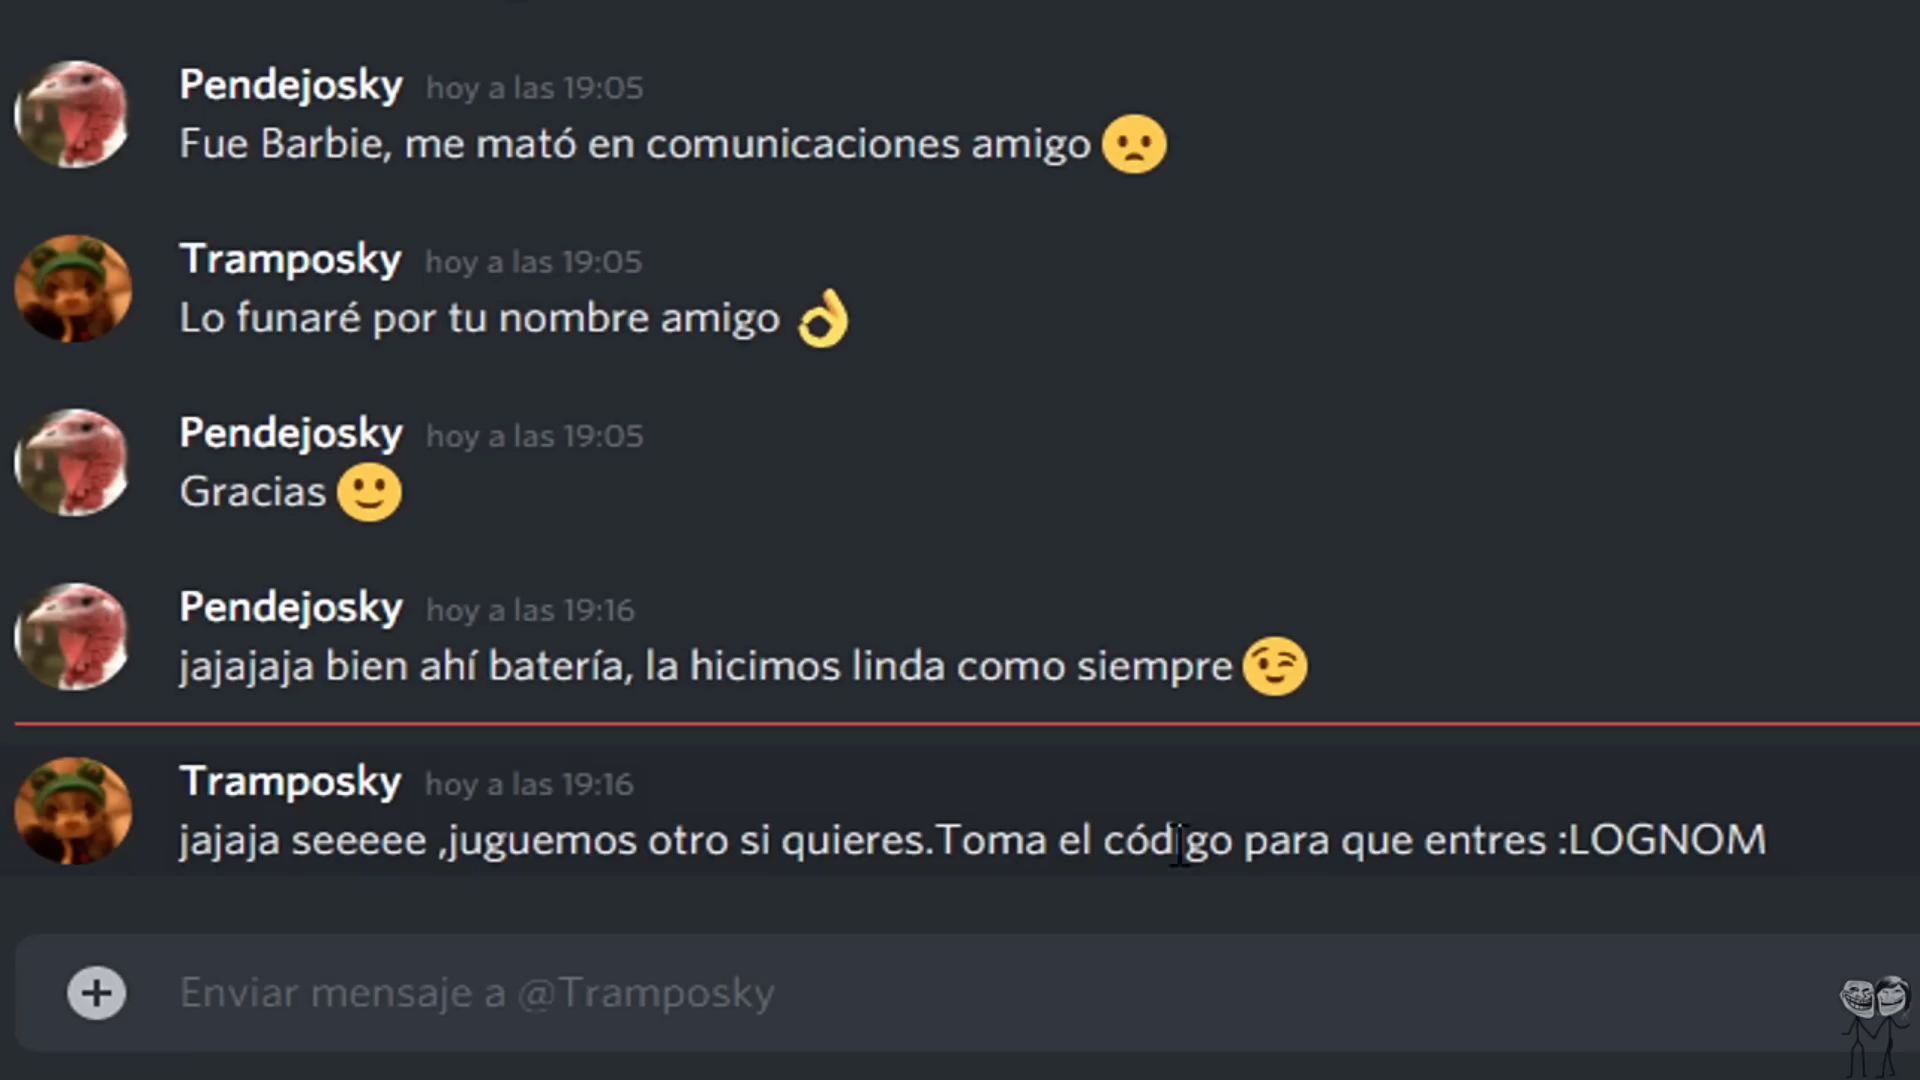 Pendejosky hoy a las 19:05
Fue Barbie, me mató en comunicaciones amigo 🙁
Tramposky hoy a las 19:05
Lo funaré por tu nombre amigo 👌
Pendejosky hoy a las 19:05
Gracias 🙂
Pendejosky hoy a las 19:16
jajajaja bien ahí batería, la hicimos linda como siempre 😉
Tramposky hoy a las 19:16
jajaja seeeee ,juguemos otro si quieres.Toma el código para que entres :LOGNOM
Enviar mensaje a @Tramposky